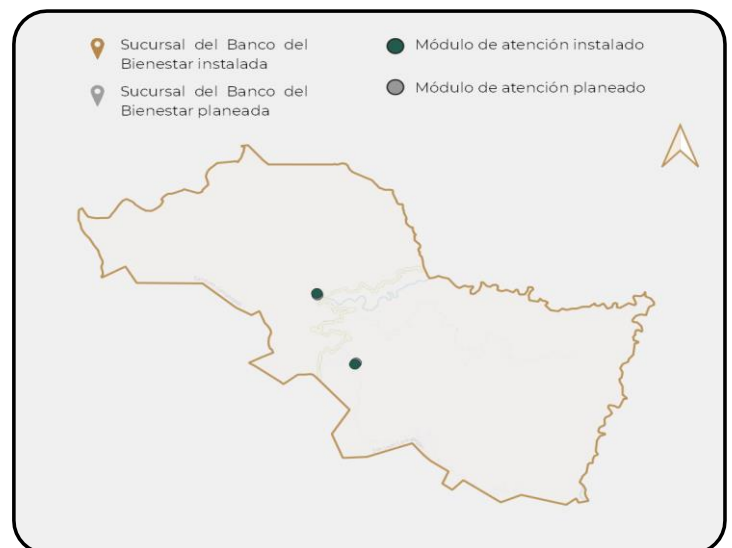 Sucursal del Banco del
Bienestar instalada
Sucursal del Banco del
Bienestar planeada
Módulo de atención instalado
Módulo de atención planeado